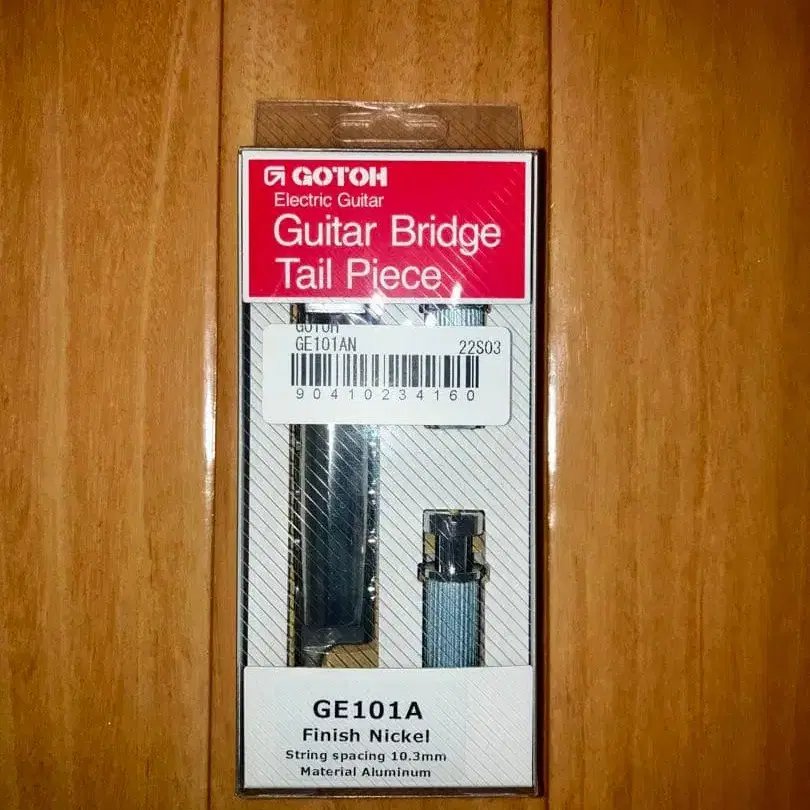 GOTOH
Electric Guitar
Guitar Bridge
Tail Piece
GOTOH
GE101AN 22S03
90410234160
GE101A
Finish Nickel
String spacing 10.3mm
Material Aluminum